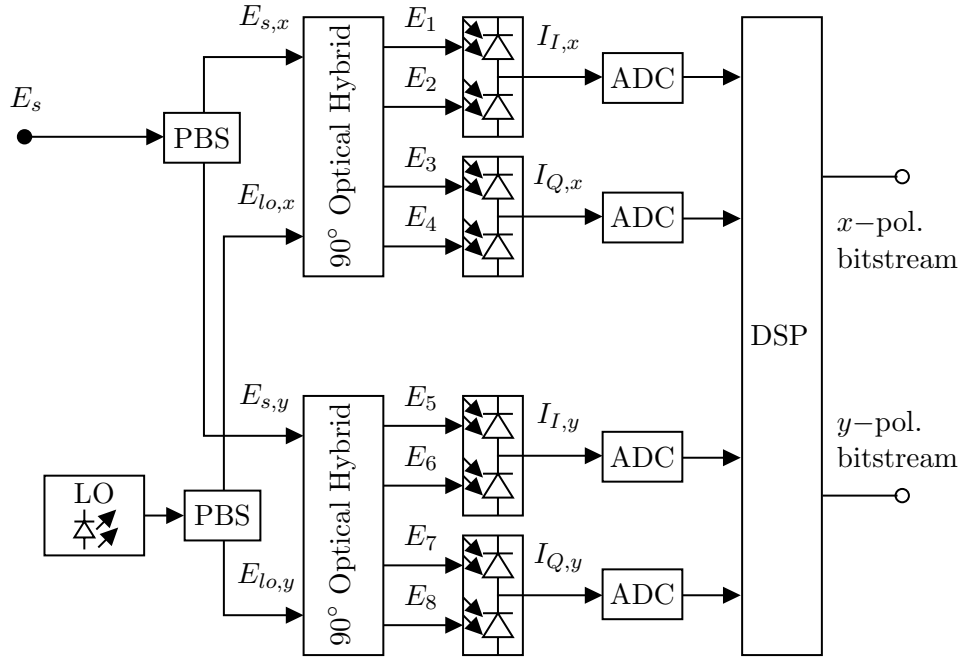 E_s
PBS
E_{s,x}
E_{lo,x}
90° Optical Hybrid
E_1
E_2
E_3
E_4
I_{I,x}
ADC
I_{Q,x}
ADC
LO
PBS
E_{s,y}
E_{lo,y}
90° Optical Hybrid
E_5
E_6
E_7
E_8
I_{I,y}
ADC
I_{Q,y}
ADC
DSP
x−pol.
bitstream
y−pol.
bitstream